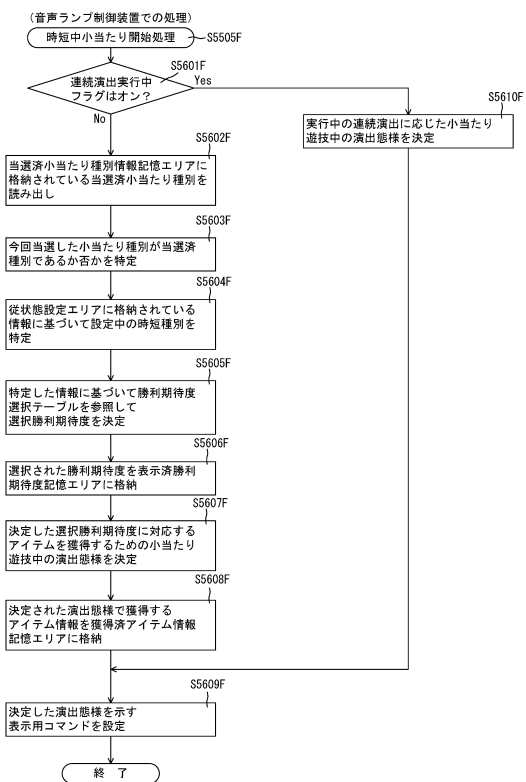 (音声ランプ制御装置での処理)
時短中小当たり開始処理
S5505F
S5601F
連続演出実行中
フラグはオン?
Yes
No
S5610F
実行中の連続演出に応じた小当たり
遊技中の演出態様を決定
S5602F
当選済小当たり種別情報記憶エリアに
格納されている当選済小当たり種別を
読み出し
S5603F
今回当選した小当たり種別が当選済
種別であるか否かを特定
S5604F
従状態設定エリアに格納されている
情報に基づいて設定中の時短種別を
特定
S5605F
特定した情報に基づいて勝利期待度
選択テーブルを参照して
選択勝利期待度を決定
S5606F
選択された勝利期待度を表示済勝利
期待度記憶エリアに格納
S5607F
決定した選択勝利期待度に対応する
アイテムを獲得するための小当たり
遊技中の演出態様を決定
S5608F
決定された演出態様で獲得する
アイテム情報を獲得済アイテム情報
記憶エリアに格納
S5609F
決定した演出態様を示す
表示用コマンドを設定
終 了